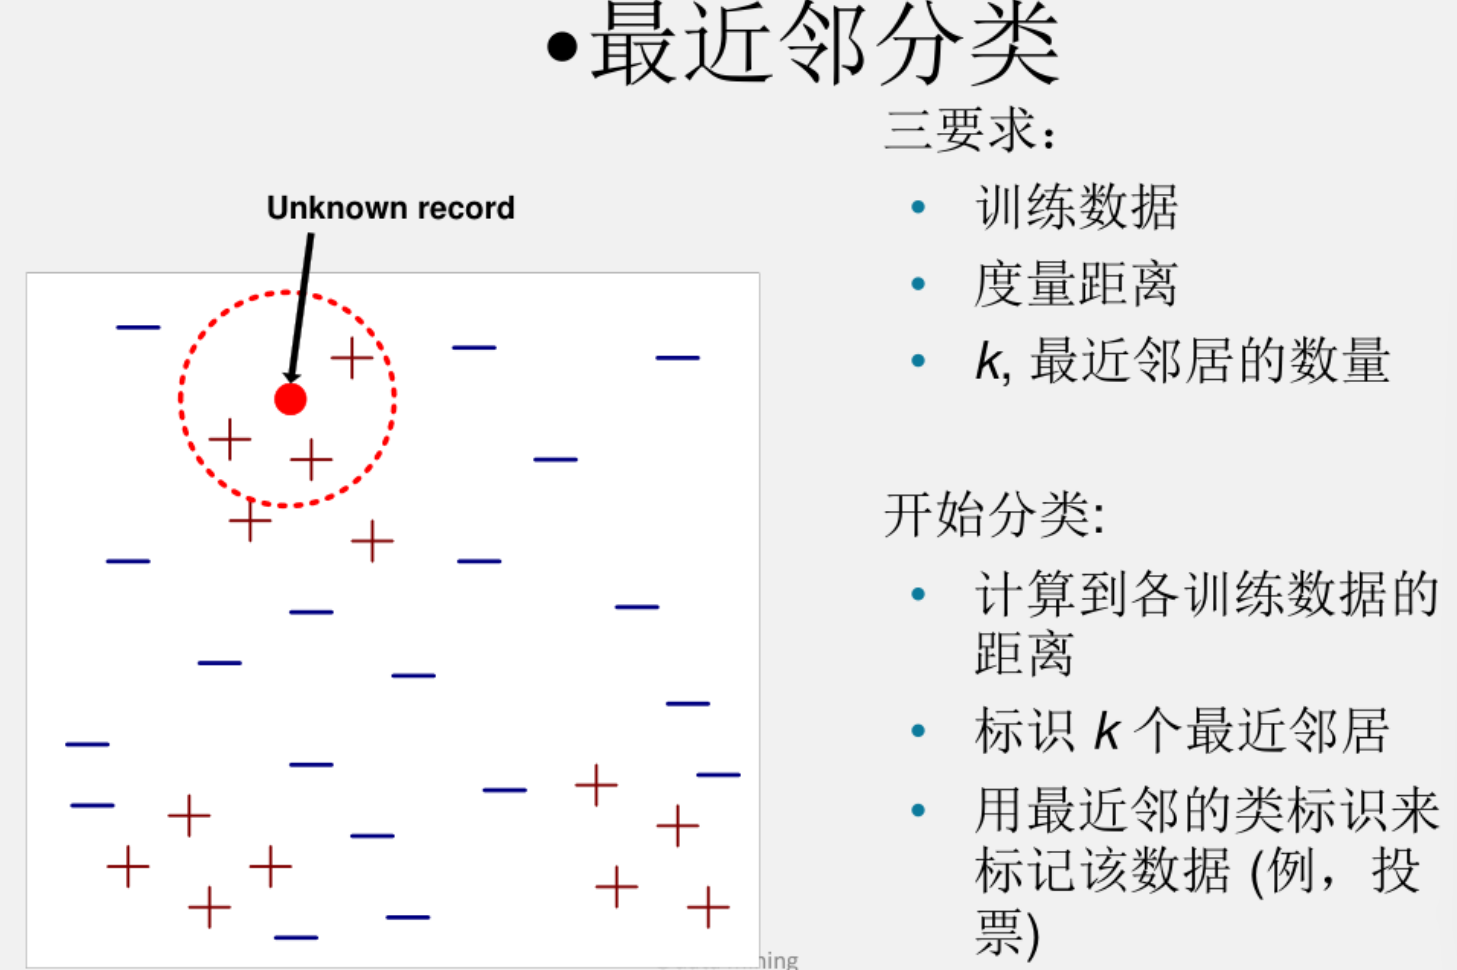 •最近邻分类
三要求：
• 训练数据
• 度量距离
• k, 最近邻居的数量
Unknown record
开始分类:
• 计算到各训练数据的
距离
• 标识 k 个最近邻居
• 用最近邻的类标识来
标记该数据 (例，投
票)